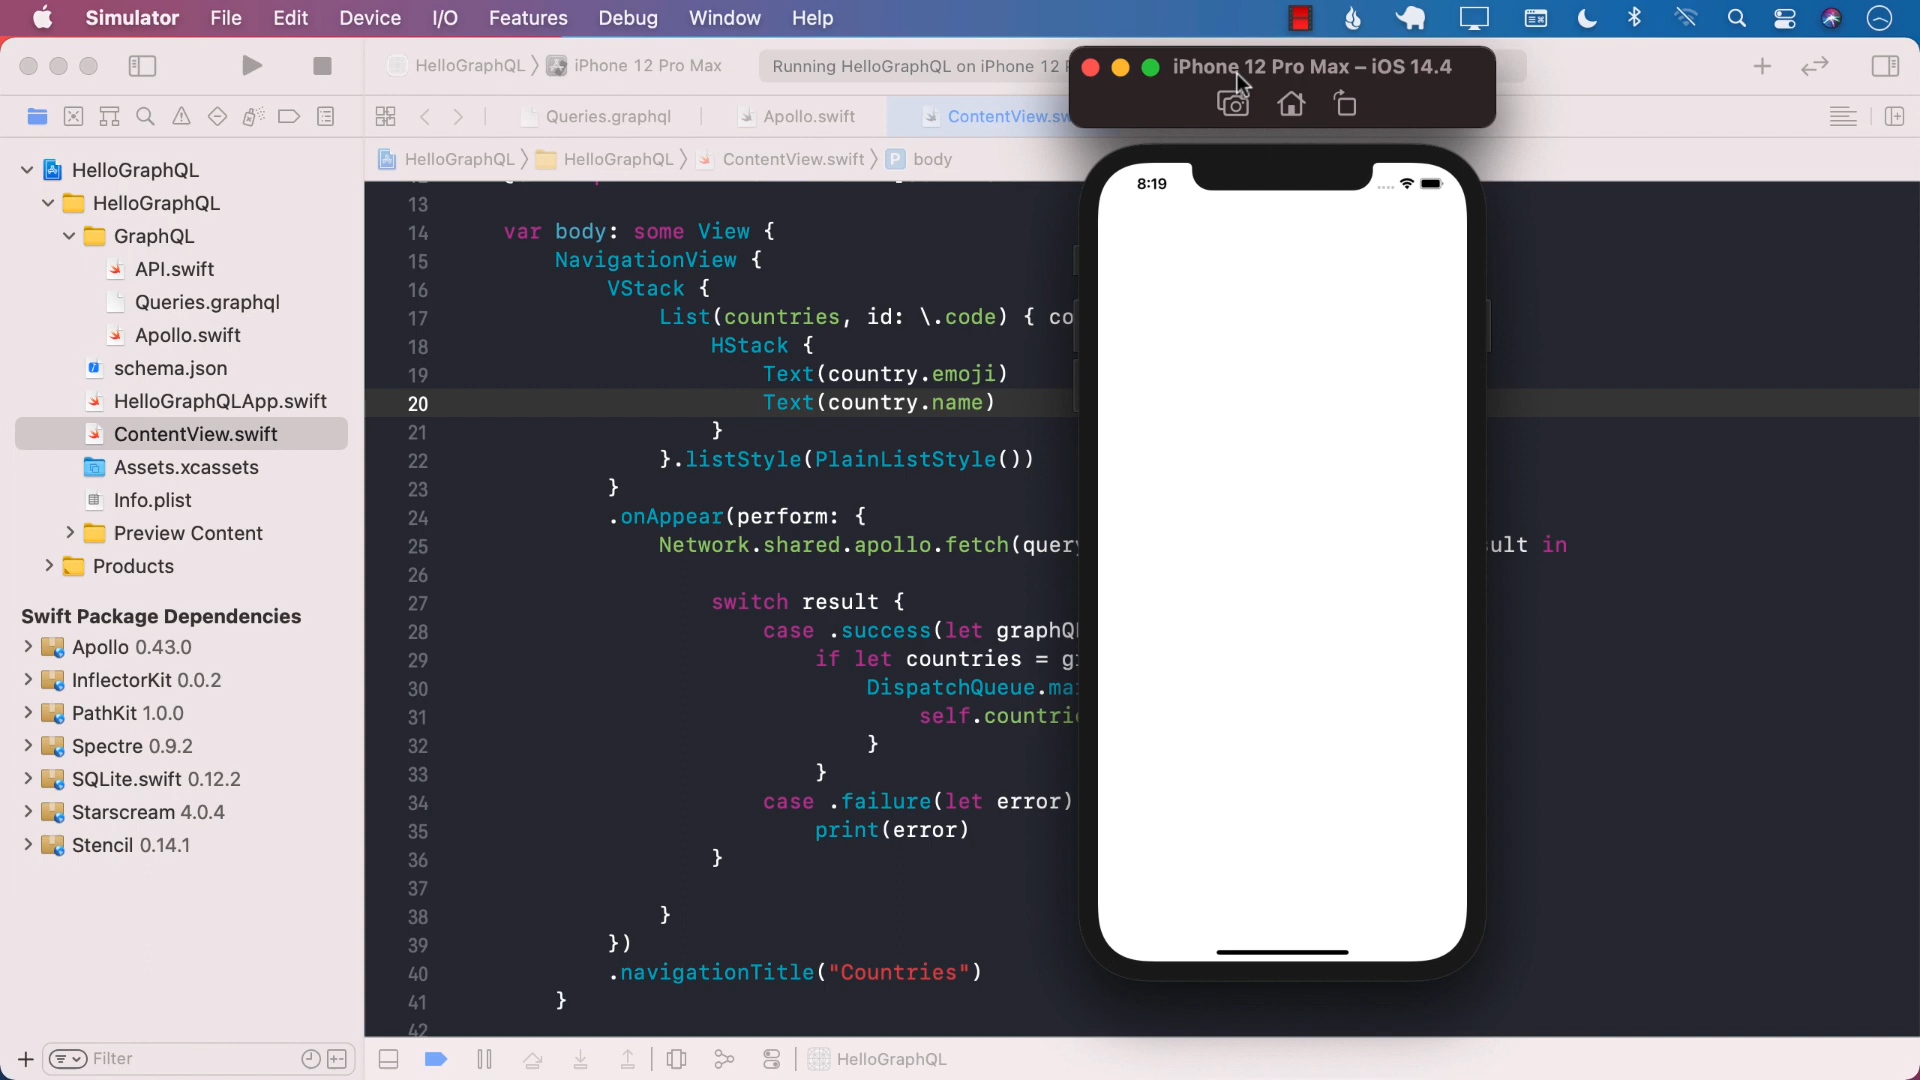 Simulator File Edit Device I/O Features Debug Window Help
HelloGraphQL iPhone 12 Pro Max
Running HelloGraphQL on iPhone 12
iPhone 12 Pro Max – iOS 14.4
Queries.graphql
Apollo.swift
ContentView.sw
HelloGraphQL HelloGraphQL ContentView.swift P body
HelloGraphQL
HelloGraphQL
GraphQL
API.swift
Queries.graphql
Apollo.swift
schema.json
HelloGraphQLApp.swift
ContentView.swift
Assets.xcassets
Info.plist
Preview Content
Products
Swift Package Dependencies
Apollo 0.43.0
InflectorKit 0.0.2
PathKit 1.0.0
Spectre 0.9.2
SQLite.swift 0.12.2
Starscream 4.0.4
Stencil 0.14.1
Filter
13
14 var body: some View {
15 NavigationView {
16 VStack {
17 List(countries, id: \.code) { co
18 HStack {
19 Text(country.emoji)
20 Text(country.name)
21 }
22 }.listStyle(PlainListStyle())
23 }
24 .onAppear(perform: {
25 Network.shared.apollo.fetch(query ult in
26
27 switch result {
28 case .success(let graphQL
29 if let countries = g
30 DispatchQueue.mai
31 self.countrie
32 }
33 }
34 case .failure(let error)
35 print(error)
36 }
37
38 }
39 })
40 .navigationTitle("Countries")
41 }
42
8:19
HelloGraphQL